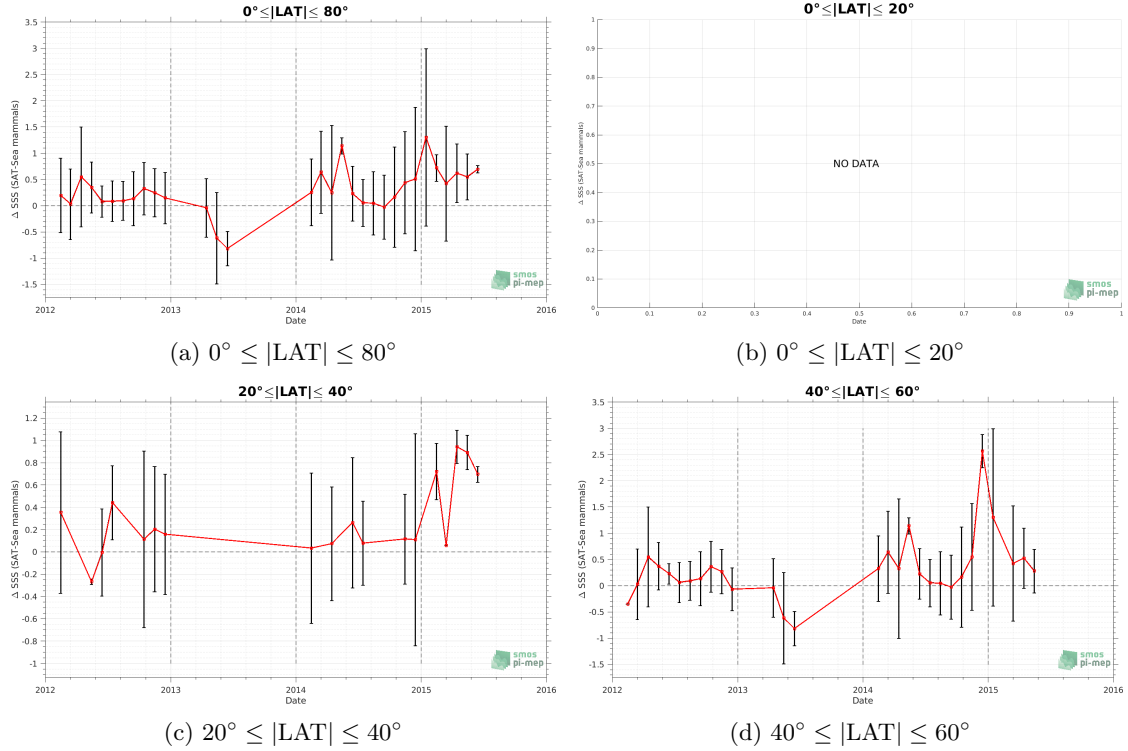 0°≤|LAT|≤ 80°
3.5
3
2.5
2
1.5
1
0.5
0
-0.5
-1
-1.5
Δ SSS (SAT-Sea mammals)
2012
2013
2014
2015
2016
Date
smos
pi-mep
(a) 0° ≤ |LAT| ≤ 80°
0°≤|LAT|≤ 20°
1
0.9
0.8
0.7
0.6
0.5
0.4
0.3
0.2
0.1
0
Δ SSS (SAT-Sea mammals)
NO DATA
0
0.1
0.2
0.3
0.4
0.5
0.6
0.7
0.8
0.9
1
Date
smos
pi-mep
(b) 0° ≤ |LAT| ≤ 20°
20°≤|LAT|≤ 40°
1.2
1
0.8
0.6
0.4
0.2
0
-0.2
-0.4
-0.6
-0.8
-1
Δ SSS (SAT-Sea mammals)
2012
2013
2014
2015
2016
Date
smos
pi-mep
(c) 20° ≤ |LAT| ≤ 40°
40°≤|LAT|≤ 60°
3.5
3
2.5
2
1.5
1
0.5
0
-0.5
-1
-1.5
Δ SSS (SAT-Sea mammals)
2012
2013
2014
2015
2016
Date
smos
pi-mep
(d) 40° ≤ |LAT| ≤ 60°